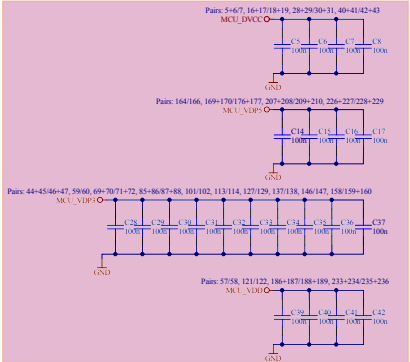 Pairs: 5+6/7, 16+17/18+19, 28+29/30+31, 40+41/42+43
MCU_DVCC
C5 C6 C7 C8
100n 100n 100n 100n
GND
Pairs: 164/166, 169+170/176+177, 207+208/209+210, 226+227/228+229
MCU_VDP5
C14 C15 C16 C17
100n 100n 100n 100n
GND
Pairs: 44+45/46+47, 59/60, 69+70/71+72, 85+86/87+88, 101/102, 113/114, 127/129, 137/138, 146/147, 158/159+160
MCU_VDP3
C28 C29 C30 C31 C32 C33 C34 C35 C36 C37
100n 100n 100n 100n 100n 100n 100n 100n 100n 100n
GND
Pairs: 57/58, 121/122, 186+187/188+189, 233+234/235+236
MCU_VDD
C39 C40 C41 C42
100n 100n 100n 100n
GND